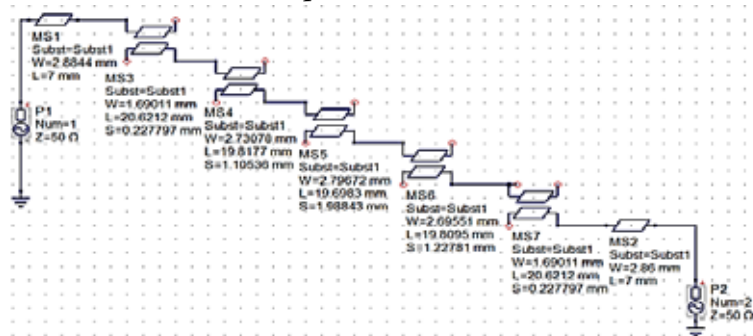 MS1
Subst=Subst1
W=2.8844 mm
L=7 mm
MS3
Subst=Subst1
W=1.69011 mm
L=20.6212 mm
S=0.227797 mm
P1
Num=1
Z=50 Ω
MS4
Subst=Subst1
W=2.73078 mm
L=19.8177 mm
S=1.10536 mm
MS5
Subst=Subst1
W=2.79672 mm
L=19.6983 mm
S=1.98843 mm
MS6
Subst=Subst1
W=2.69551 mm
L=19.8095 mm
S=1.22781 mm
MS7
Subst=Subst1
W=1.69011 mm
L=20.6212 mm
S=0.227797 mm
MS2
Subst=Subst1
W=2.86 mm
L=7 mm
P2
Num=2
Z=50 Ω